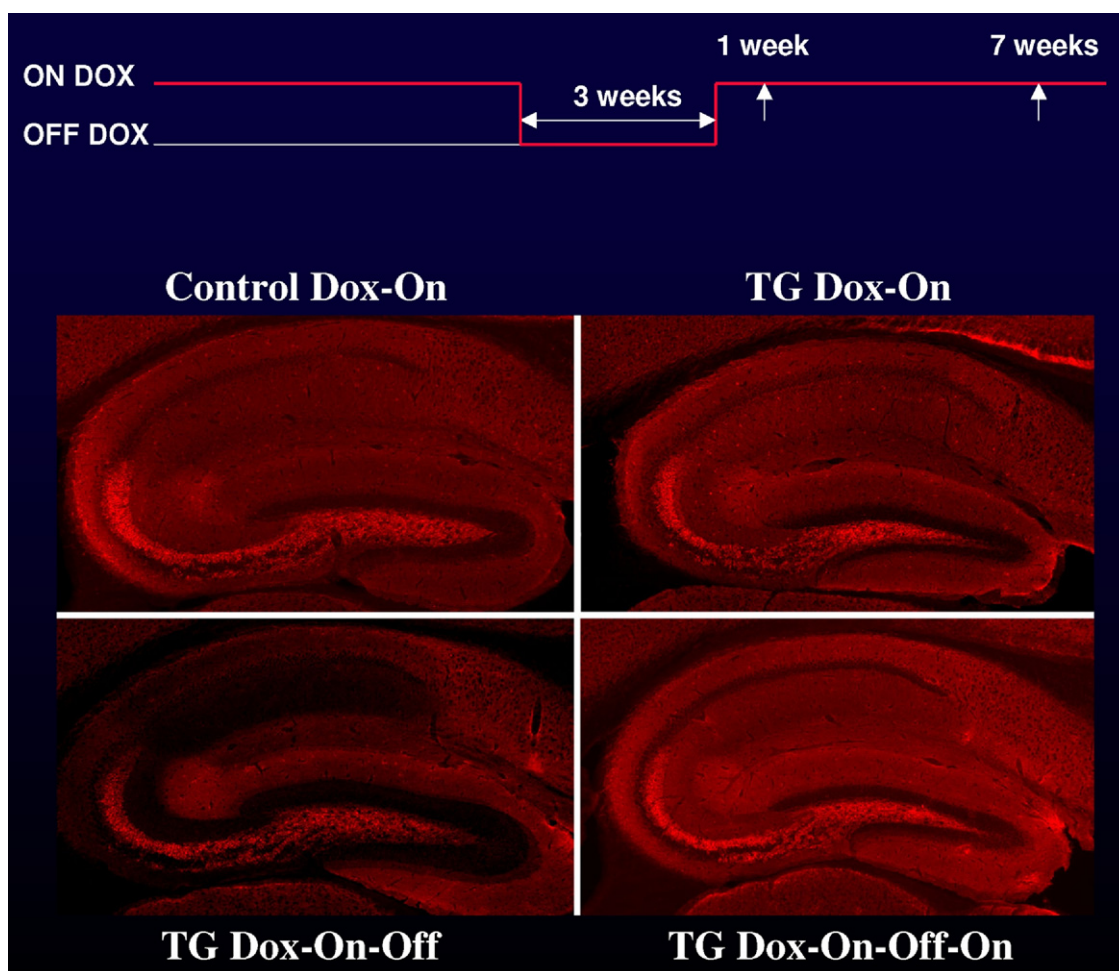 1 week 7 weeks
ON DOX
3 weeks
OFF DOX
Control Dox-On TG Dox-On
TG Dox-On-Off TG Dox-On-Off-On